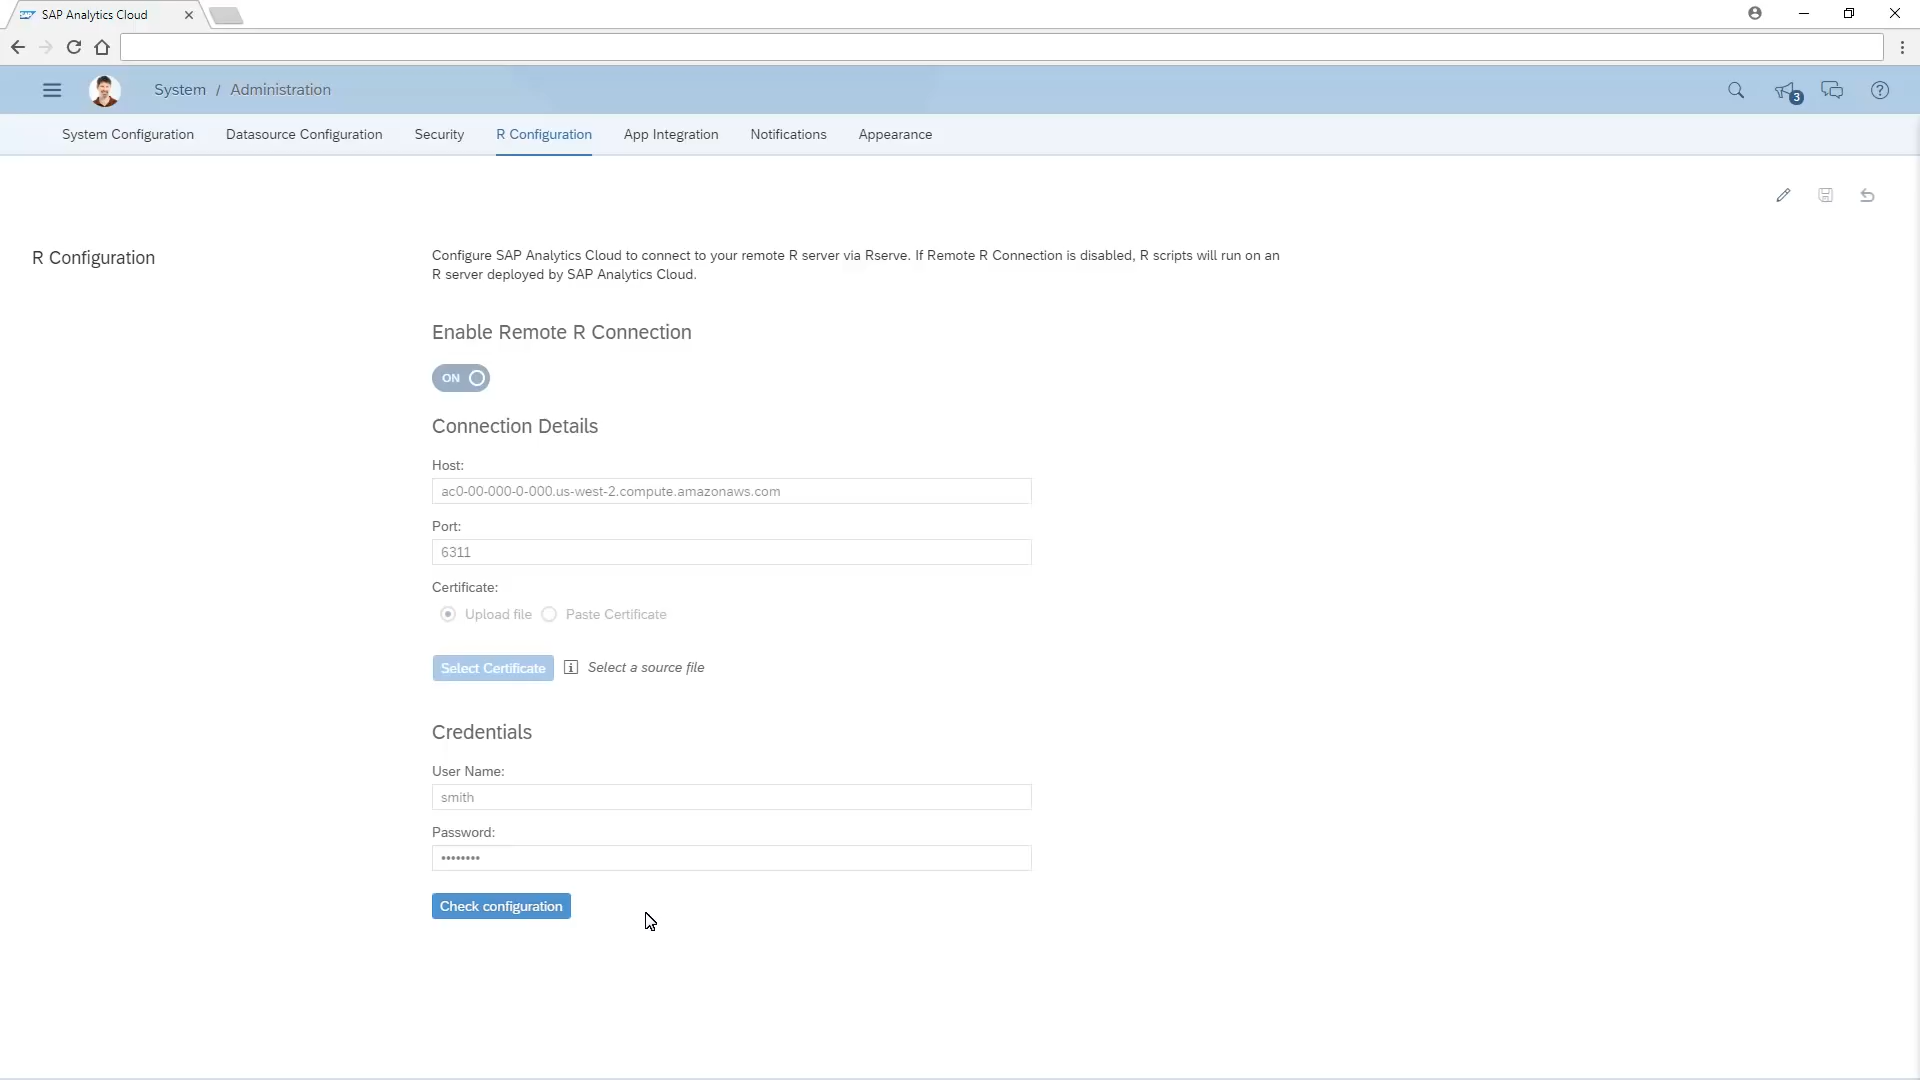 SAP Analytics Cloud
System / Administration
3
System Configuration Datasource Configuration Security R Configuration App Integration Notifications Appearance
R Configuration
Configure SAP Analytics Cloud to connect to your remote R server via Rserve. If Remote R Connection is disabled, R scripts will run on an
R server deployed by SAP Analytics Cloud.
Enable Remote R Connection
ON
Connection Details
Host:
ac0-00-000-0-000.us-west-2.compute.amazonaws.com
Port:
6311
Certificate:
Upload file Paste Certificate
Select Certificate Select a source file
Credentials
User Name:
smith
Password:
••••••••
Check configuration